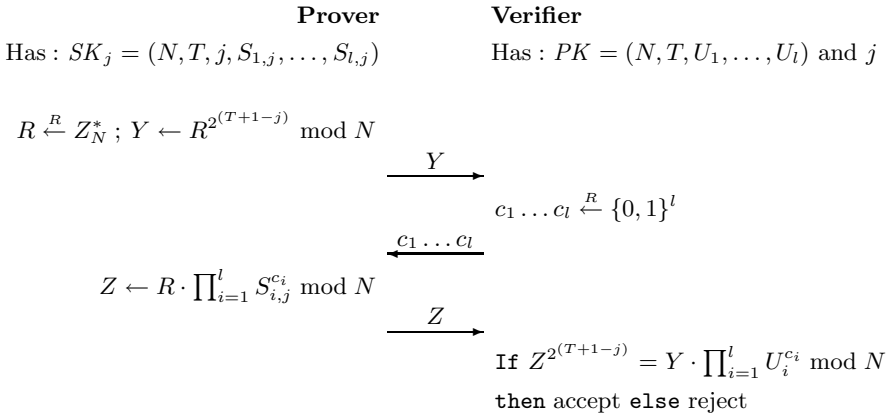 Prover Verifier
Has : SK_j = (N, T, j, S_{1,j}, . . . , S_{l,j}) Has : PK = (N, T, U_1, . . . , U_l) and j
R ←^R Z_N^* ; Y ← R^{2^{(T+1−j)}} mod N
Y
c_1 . . . c_l ←^R {0, 1}^l
c_1 . . . c_l
Z ← R · ∏_{i=1}^l S_{i,j}^{c_i} mod N
Z
If Z^{2^{(T+1−j)}} = Y · ∏_{i=1}^l U_i^{c_i} mod N
then accept else reject